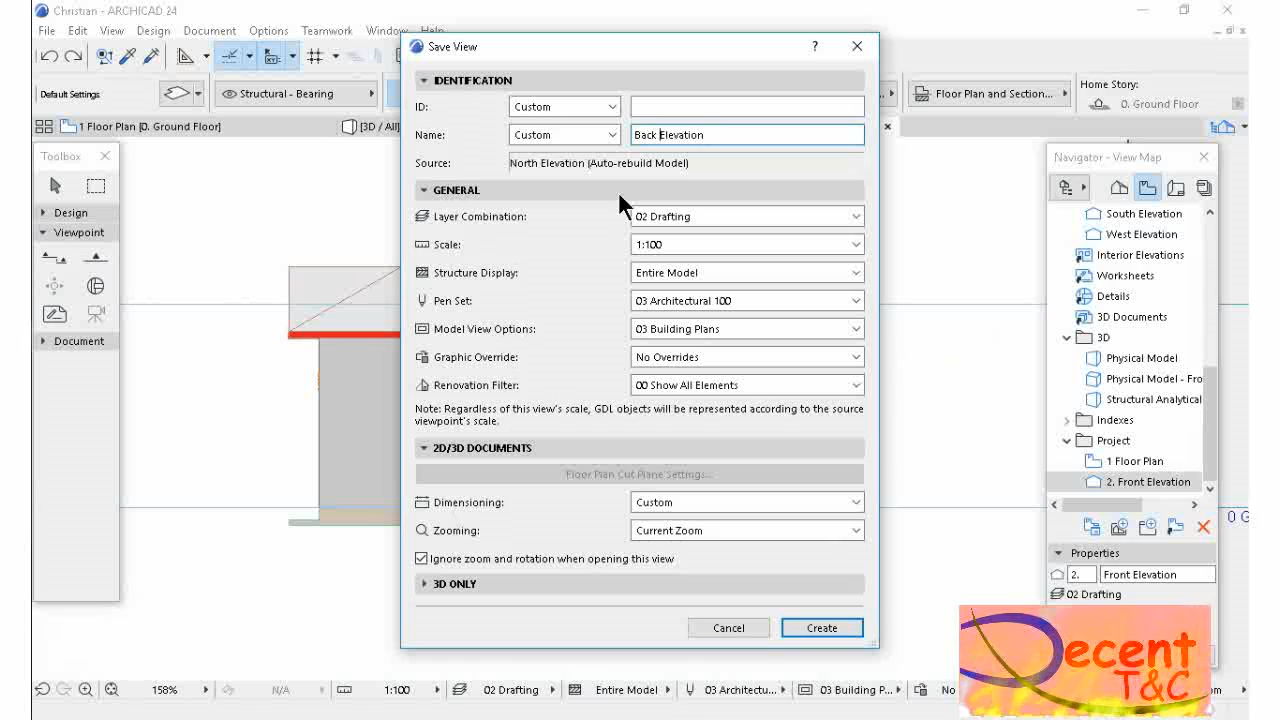 Christian - ARCHICAD 24
File Edit View Design Document Options Teamwork Window Help
Default Settings
Structural - Bearing
Floor Plan and Section...
Home Story:
0. Ground Floor
1 Floor Plan [0. Ground Floor]
[3D / All]
Toolbox
Design
Viewpoint
Document
Save View
?
IDENTIFICATION
ID:
Custom
Name:
Custom
Back Elevation
Source:
North Elevation (Auto-rebuild Model)
GENERAL
Layer Combination:
02 Drafting
Scale:
1:100
Structure Display:
Entire Model
Pen Set:
03 Architectural 100
Model View Options:
03 Building Plans
Graphic Override:
No Overrides
Renovation Filter:
00 Show All Elements
Note: Regardless of this view's scale, GDL objects will be represented according to the source
viewpoint's scale.
2D/3D DOCUMENTS
Floor Plan Cut Plane Settings...
Dimensioning:
Custom
Zooming:
Current Zoom
Ignore zoom and rotation when opening this view
3D ONLY
Cancel
Create
Navigator - View Map
South Elevation
West Elevation
Interior Elevations
Worksheets
Details
3D Documents
3D
Physical Model
Physical Model - Fro
Structural Analytical
Indexes
Project
1 Floor Plan
2. Front Elevation
Properties
2.
Front Elevation
02 Drafting
0 G
158%
N/A
1:100
02 Drafting
Entire Model
03 Architectu...
03 Building P...
No
om
Decent
T&C